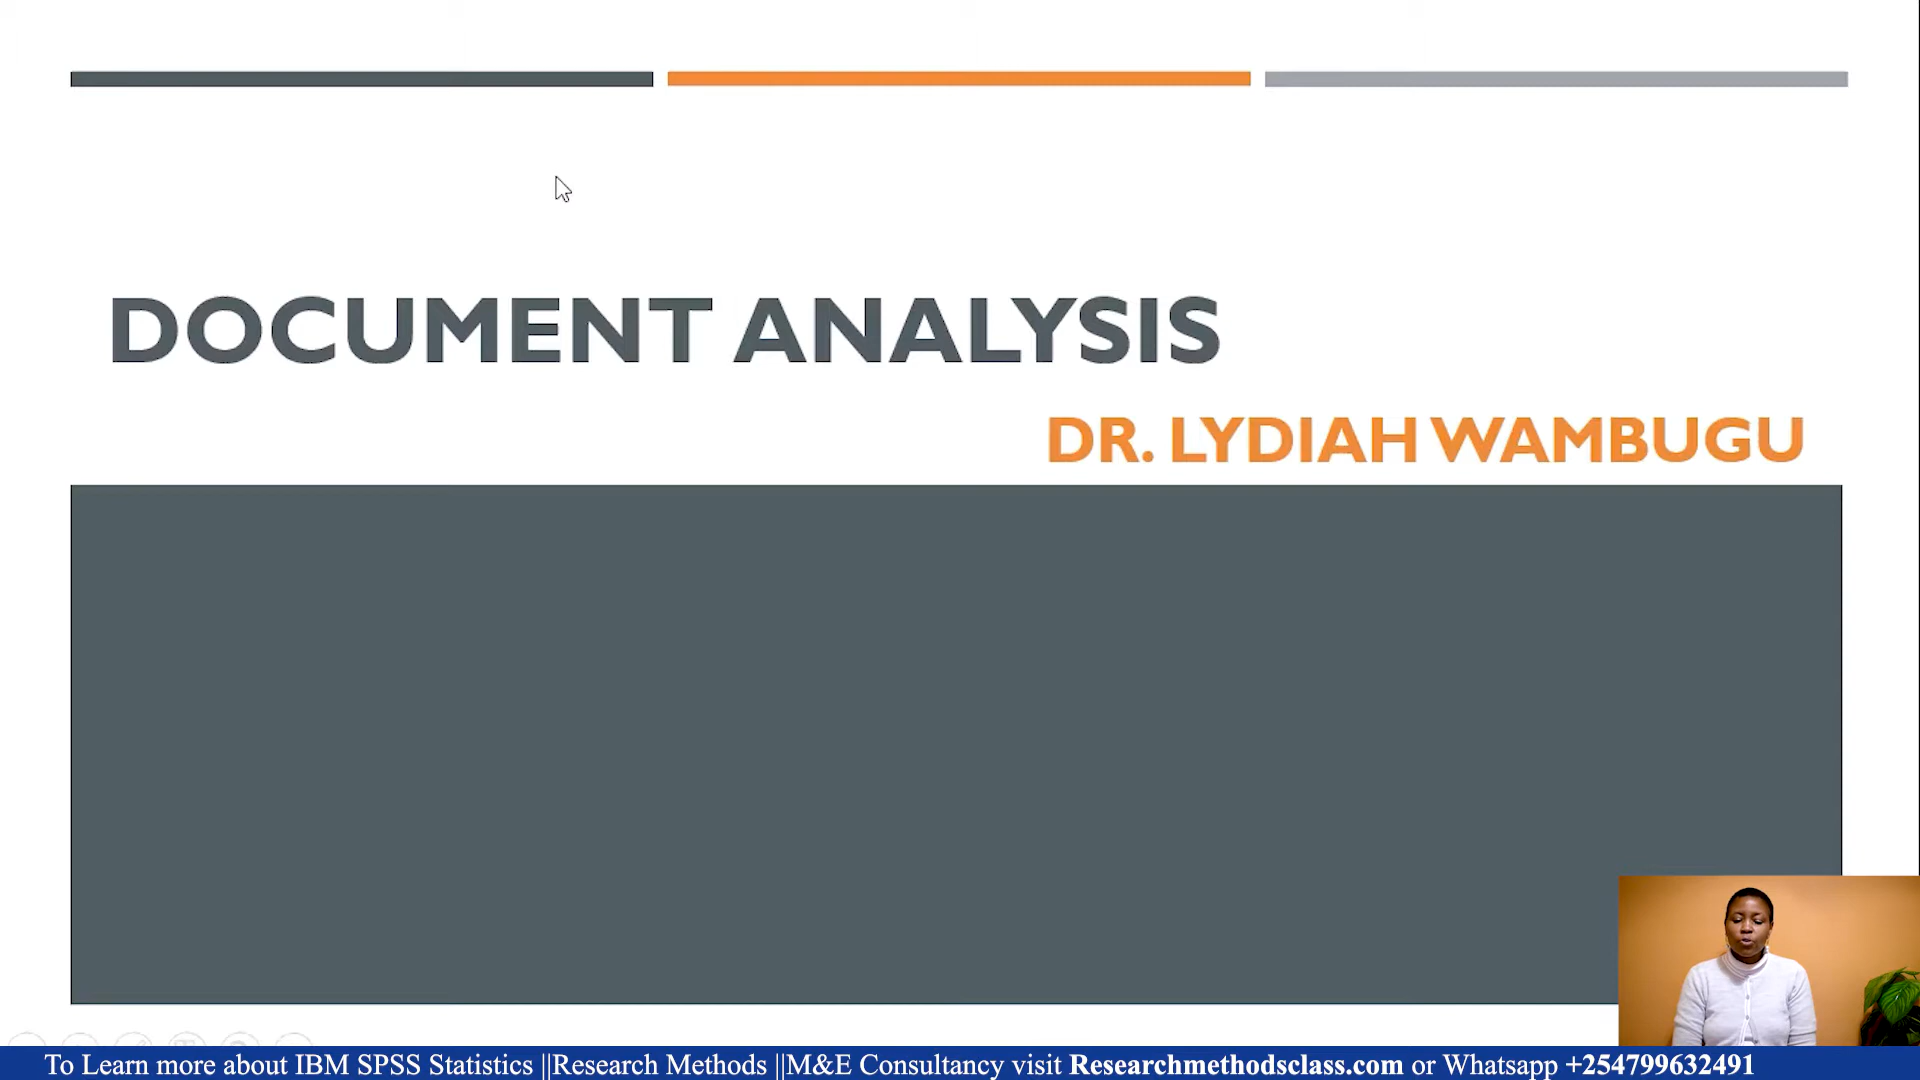 DOCUMENT ANALYSIS
DR. LYDIAH WAMBUGU
To Learn more about IBM SPSS Statistics ||Research Methods ||M&E Consultancy visit Researchmethodsclass.com or Whatsapp +254799632491